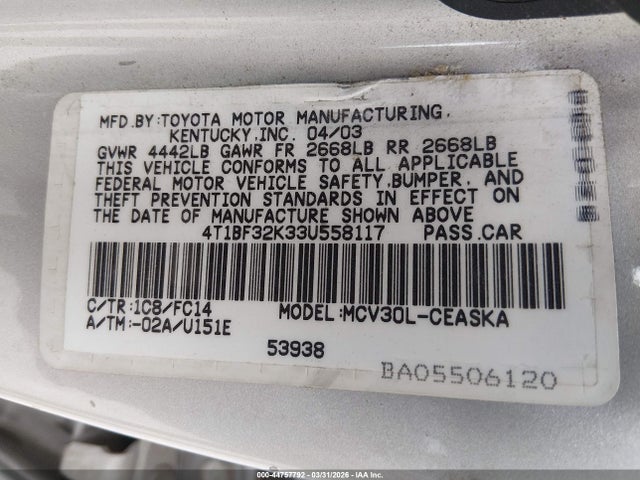 MFD.BY:TOYOTA MOTOR MANUFACTURING,
KENTUCKY,INC. 04/03
GVWR 4442LB GAWR FR 2668LB RR 2668LB
THIS VEHICLE CONFORMS TO ALL APPLICABLE
FEDERAL MOTOR VEHICLE SAFETY,BUMPER, AND
THEFT PREVENTION STANDARDS IN EFFECT ON
THE DATE OF MANUFACTURE SHOWN ABOVE
4T1BF32K33U558117 PASS.CAR
C/TR:1C8/FC14 MODEL:MCV30L-CEASKA
A/TM:-02A/U151E
53938
BA05506120
000-44757792 - 03/31/2026 - IAA Inc.